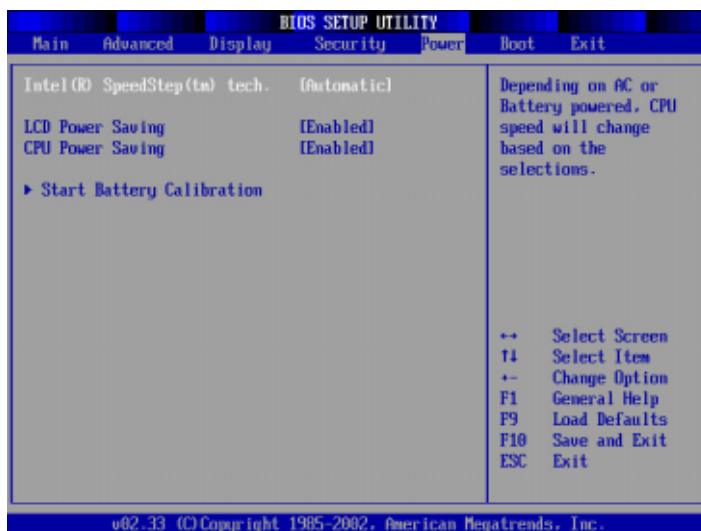 BIOS SETUP UTILITY
Main Advanced Display Security Power Boot Exit
Intel(R) SpeedStep(tm) tech. [Automatic]
LCD Power Saving [Enabled]
CPU Power Saving [Enabled]
▶ Start Battery Calibration
Depending on AC or
Battery powered, CPU
speed will change
based on the
selections.
↔ Select Screen
↑↓ Select Item
+- Change Option
F1 General Help
F9 Load Defaults
F10 Save and Exit
ESC Exit
v02.33 (C)Copyright 1985-2002, American Megatrends, Inc.